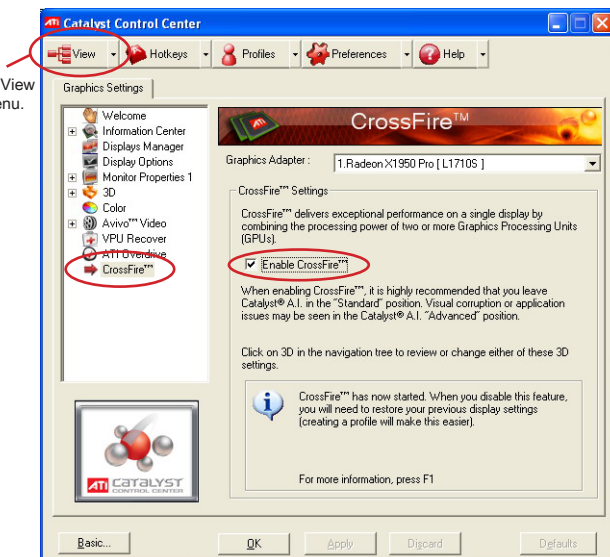 ATI Catalyst Control Center
View Hotkeys Profiles Preferences Help
View
enu.
Graphics Settings
Welcome
Information Center
Displays Manager
Display Options
Monitor Properties 1
3D
Color
Avivo™ Video
VPU Recover
ATI Overdrive
CrossFire™
ATI
CATALYST
CONTROL CENTER
ATI
CrossFire™
Graphics Adapter : 1.Radeon X1950 Pro [ L1710S ]
CrossFire™ Settings
CrossFire™ delivers exceptional performance on a single display by
combining the processing power of two or more Graphics Processing Units
(GPUs).
Enable CrossFire™
When enabling CrossFire™, it is highly recommended that you leave
Catalyst® A.I. in the "Standard" position. Visual corruption or application
issues may be seen in the Catalyst® A.I. "Advanced" position.
Click on 3D in the navigation tree to review or change either of these 3D
settings.
CrossFire™ has now started. When you disable this feature,
you will need to restore your previous display settings
(creating a profile will make this easier).
For more information, press F1
Basic... OK Apply Discard Defaults